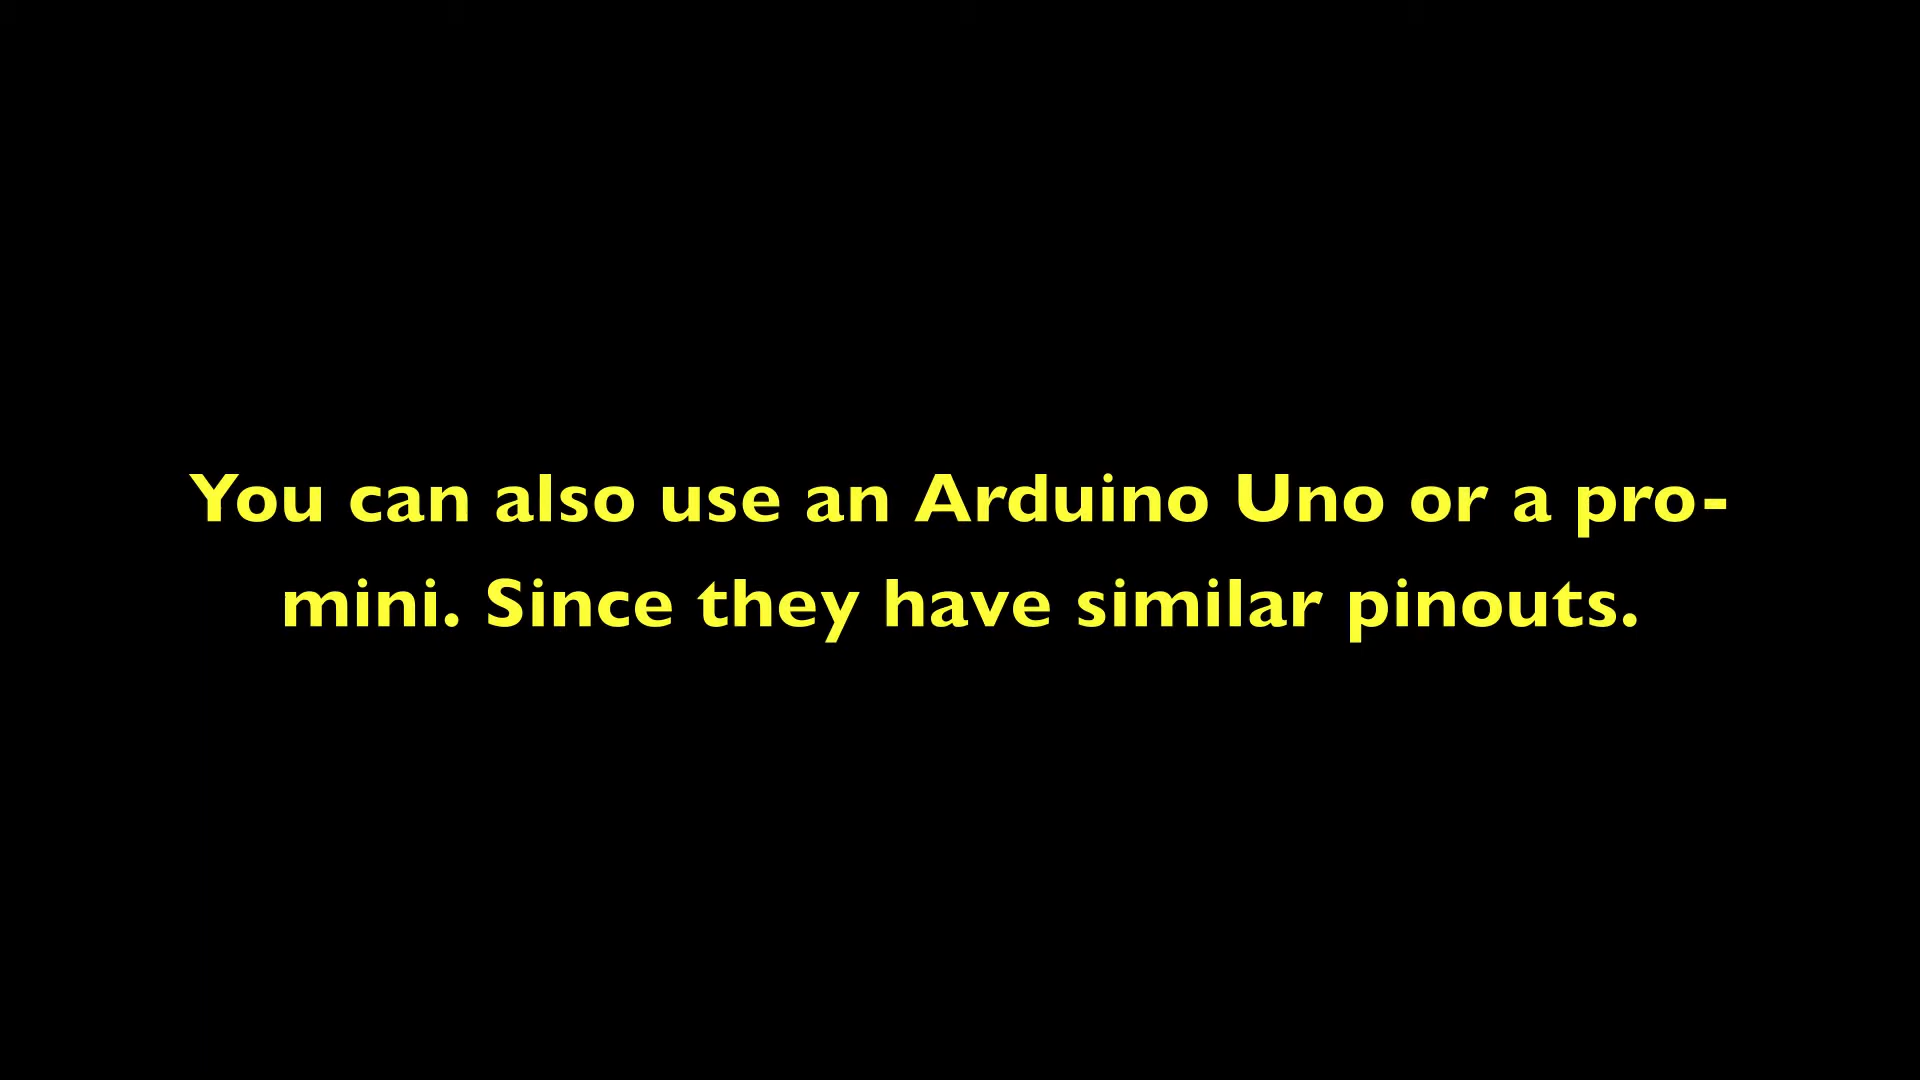 You can also use an Arduino Uno or a pro-
mini. Since they have similar pinouts.